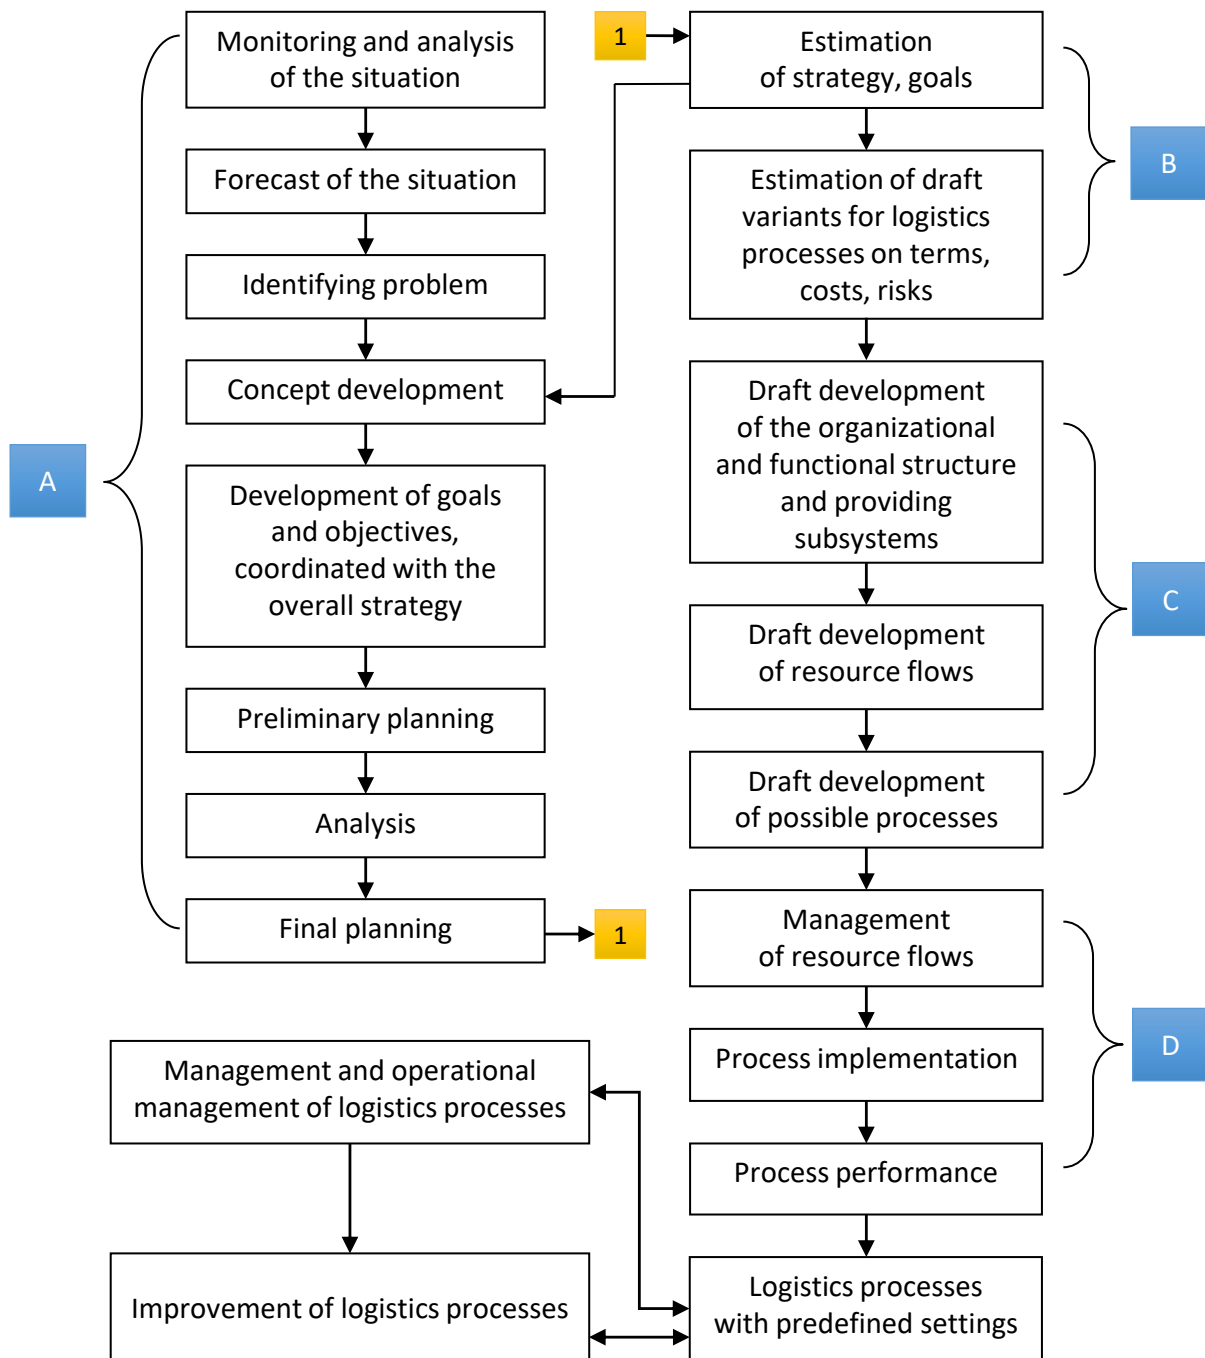 Monitoring and analysis
of the situation
Forecast of the situation
Identifying problem
Concept development
A
Development of goals
and objectives,
coordinated with the
overall strategy
Preliminary planning
Analysis
Final planning
1
1
Estimation
of strategy, goals
B
Estimation of draft
variants for logistics
processes on terms,
costs, risks
Draft development
of the organizational
and functional structure
and providing
subsystems
C
Draft development
of resource flows
Draft development
of possible processes
Management
of resource flows
D
Process implementation
Process performance
Management and operational
management of logistics processes
Improvement of logistics processes
Logistics processes
with predefined settings